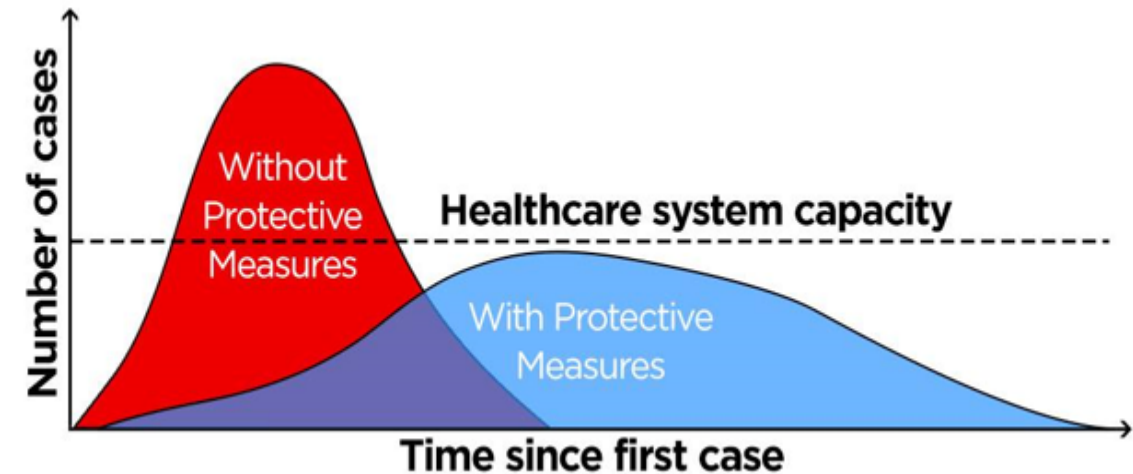 Number of cases
Without
Protective
Measures
Healthcare system capacity
With Protective
Measures
Time since first case